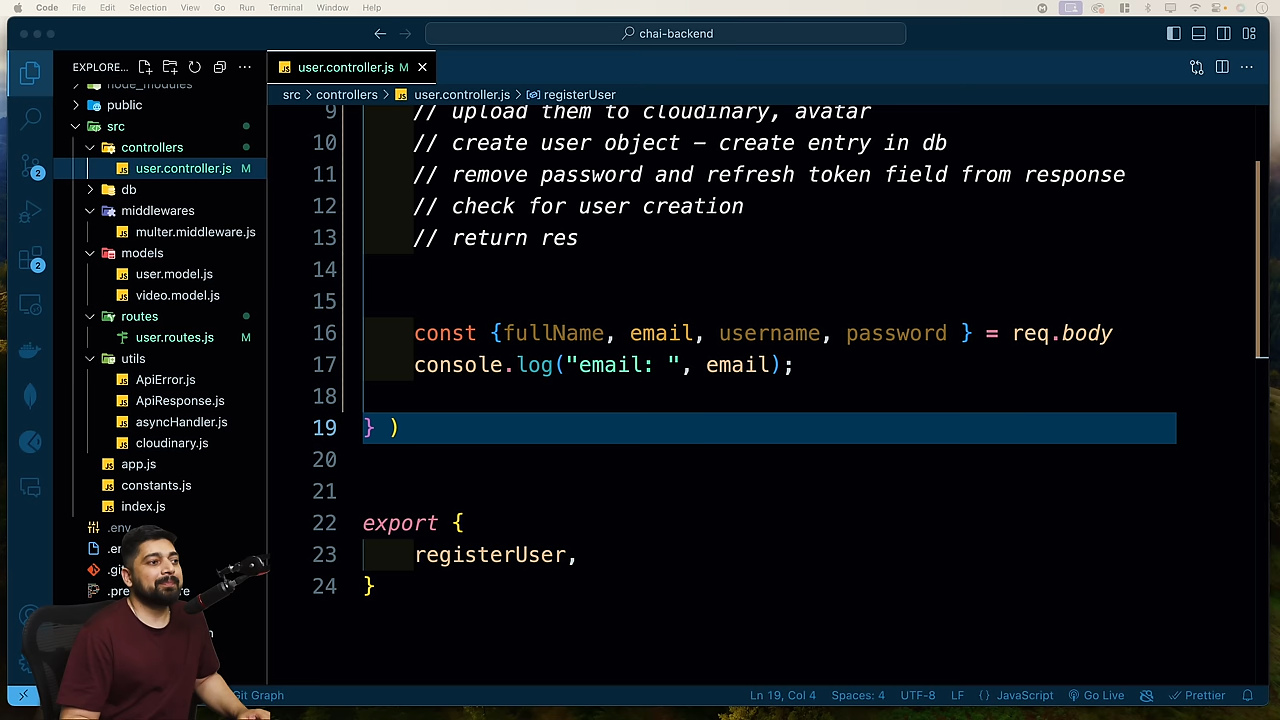 Code File Edit Selection View Go Run Terminal Window Help
chai-backend
EXPLORE...
node_modules
public
src
controllers
user.controller.js M
db
middlewares
multer.middleware.js
models
user.model.js
video.model.js
routes
user.routes.js M
utils
ApiError.js
ApiResponse.js
asyncHandler.js
cloudinary.js
app.js
constants.js
index.js
.env
2
2
user.controller.js M
src > controllers > user.controller.js > registerUser
9 // upload them to cloudinary, avatar
10 // create user object – create entry in db
11 // remove password and refresh token field from response
12 // check for user creation
13 // return res
14
15
16 const {fullName, email, username, password } = req.body
17 console.log("email: ", email);
18
19 } )
20
21
22 export {
23 registerUser,
24 }
Git Graph
Ln 19, Col 4 Spaces: 4 UTF-8 LF {} JavaScript Go Live Prettier